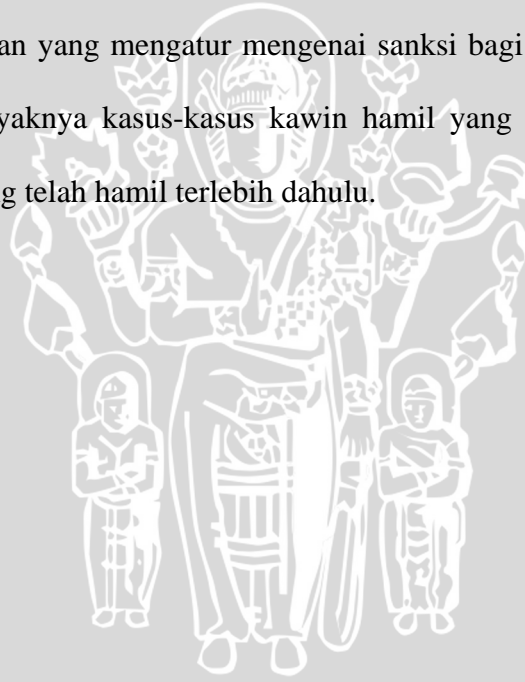 an yang mengatur mengenai sanksi bagi
yaknya kasus-kasus kawin hamil yang
g telah hamil terlebih dahulu.